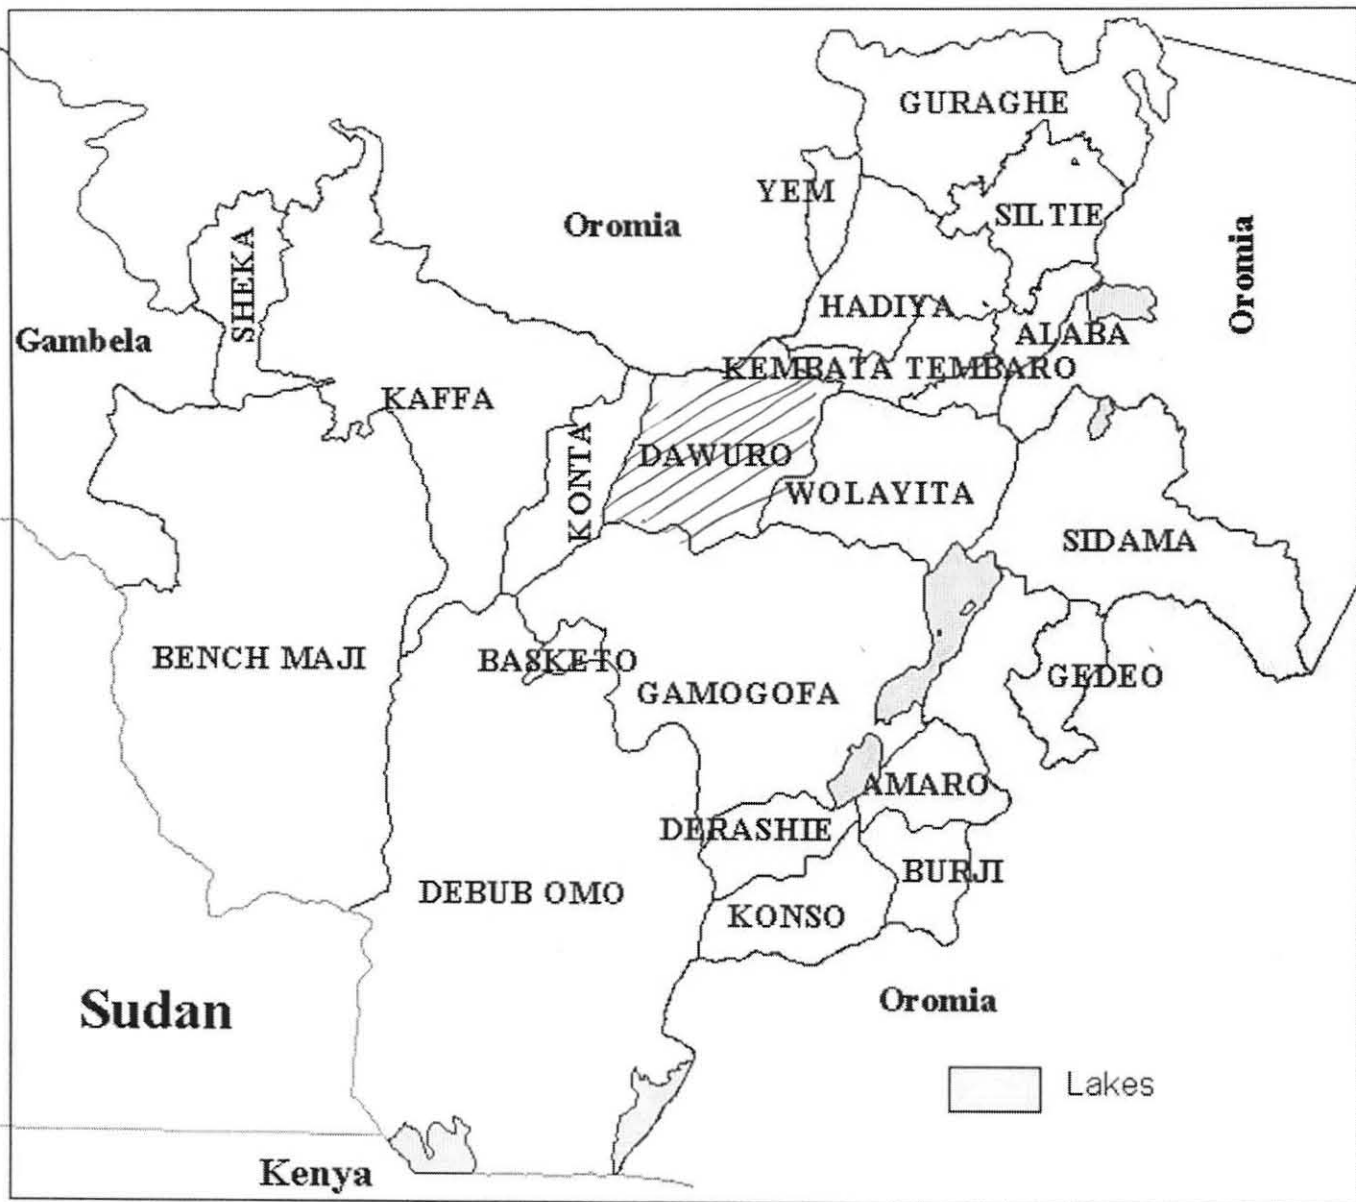 GURAGHE
YEM
SILTIE
Oromia
Oromia
SHEKA
HADIYA
ALABA
Gambela
KEMBATA TEMBARO
KAFFA
KONTA
DAWURO
WOLAYITA
SIDAMA
BENCH MAJI
BASKETO
GEDEO
GAMOGOFA
AMARO
DERASHIE
BURJI
DEBUB OMO
KONSO
Sudan
Oromia
Lakes
Kenya